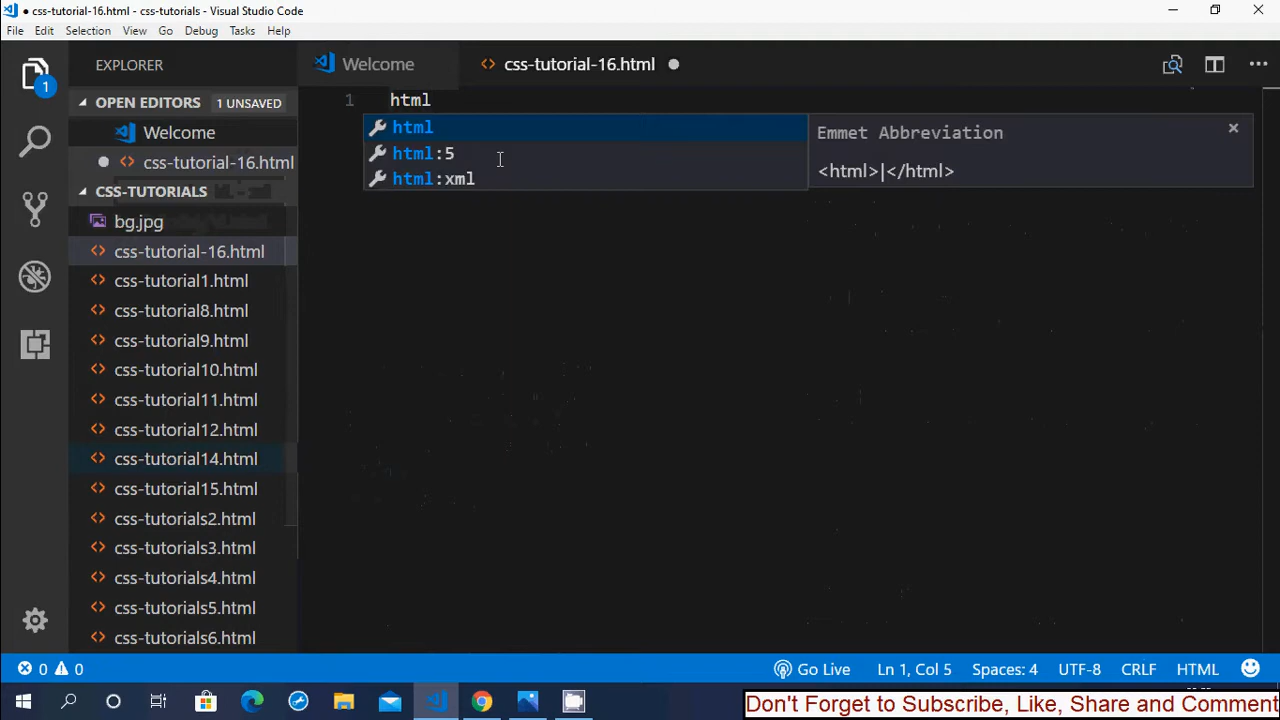 css-tutorial-16.html - css-tutorials - Visual Studio Code
File Edit Selection View Go Debug Tasks Help
EXPLORER
Welcome
css-tutorial-16.html
1
OPEN EDITORS 1 UNSAVED
Welcome
css-tutorial-16.html
CSS-TUTORIALS
bg.jpg
css-tutorial-16.html
css-tutorial1.html
css-tutorial8.html
css-tutorial9.html
css-tutorial10.html
css-tutorial11.html
css-tutorial12.html
css-tutorial14.html
css-tutorial15.html
css-tutorials2.html
css-tutorials3.html
css-tutorials4.html
css-tutorials5.html
css-tutorials6.html
1 html
html
html:5
html:xml
Emmet Abbreviation
<html>|</html>
0 0
Go Live Ln 1, Col 5 Spaces: 4 UTF-8 CRLF HTML
Don't Forget to Subscribe, Like, Share and Comment